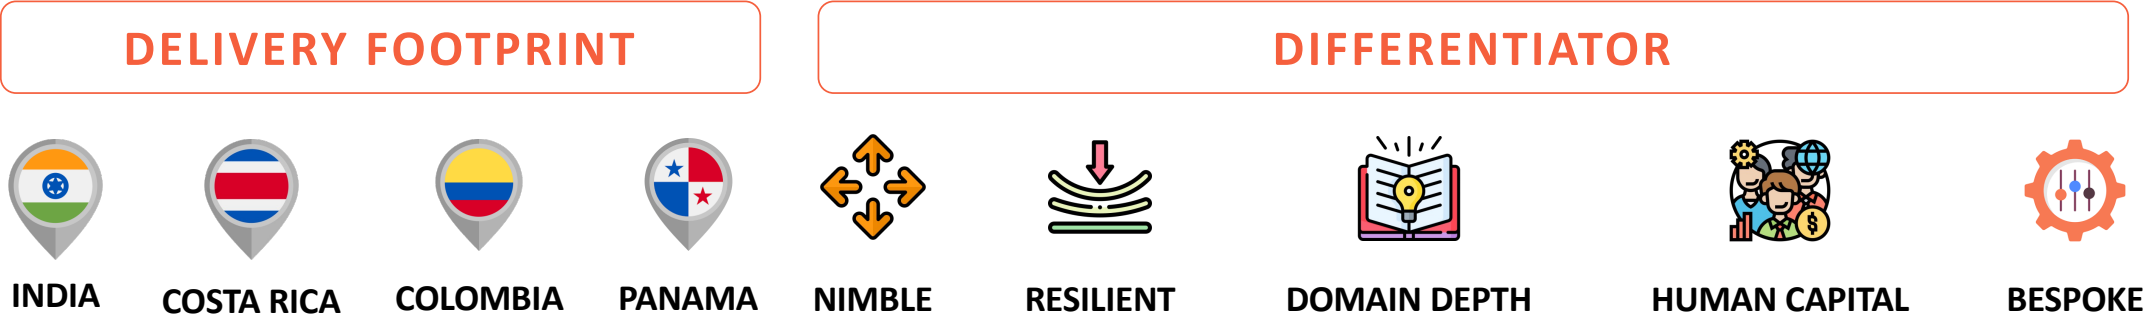 DELIVERY FOOTPRINT
DIFFERENTIATOR
INDIA
COSTA RICA
COLOMBIA
PANAMA
NIMBLE
RESILIENT
DOMAIN DEPTH
$
HUMAN CAPITAL
BESPOKE